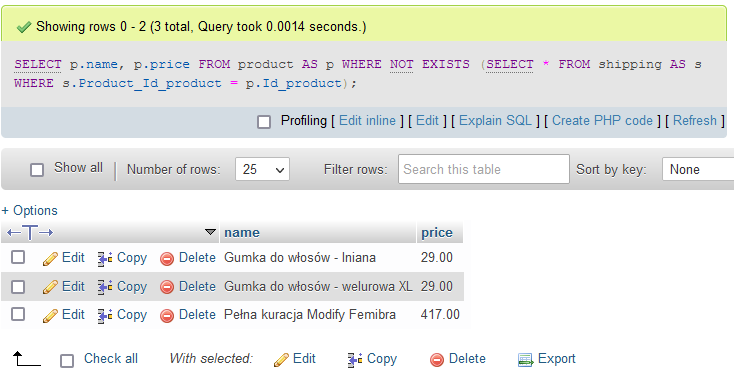 Showing rows 0 - 2 (3 total, Query took 0.0014 seconds.)
SELECT p.name, p.price FROM product AS p WHERE NOT EXISTS (SELECT * FROM shipping AS s
WHERE s.Product_Id_product = p.Id_product);
Profiling [ Edit inline ] [ Edit ] [ Explain SQL ] [ Create PHP code ] [ Refresh ]
Show all Number of rows: 25 Filter rows: Search this table Sort by key: None
+ Options
name price
Edit Copy Delete Gumka do włosów - lniana 29.00
Edit Copy Delete Gumka do włosów - welurowa XL 29.00
Edit Copy Delete Pełna kuracja Modify Femibra 417.00
Check all With selected: Edit Copy Delete Export